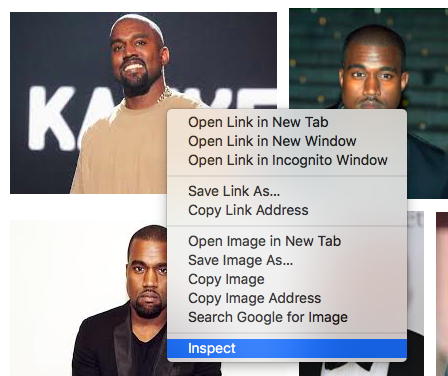 Open Link in New Tab
Open Link in New Window
Open Link in Incognito Window
Save Link As...
Copy Link Address
Open Image in New Tab
Save Image As...
Copy Image
Copy Image Address
Search Google for Image
Inspect